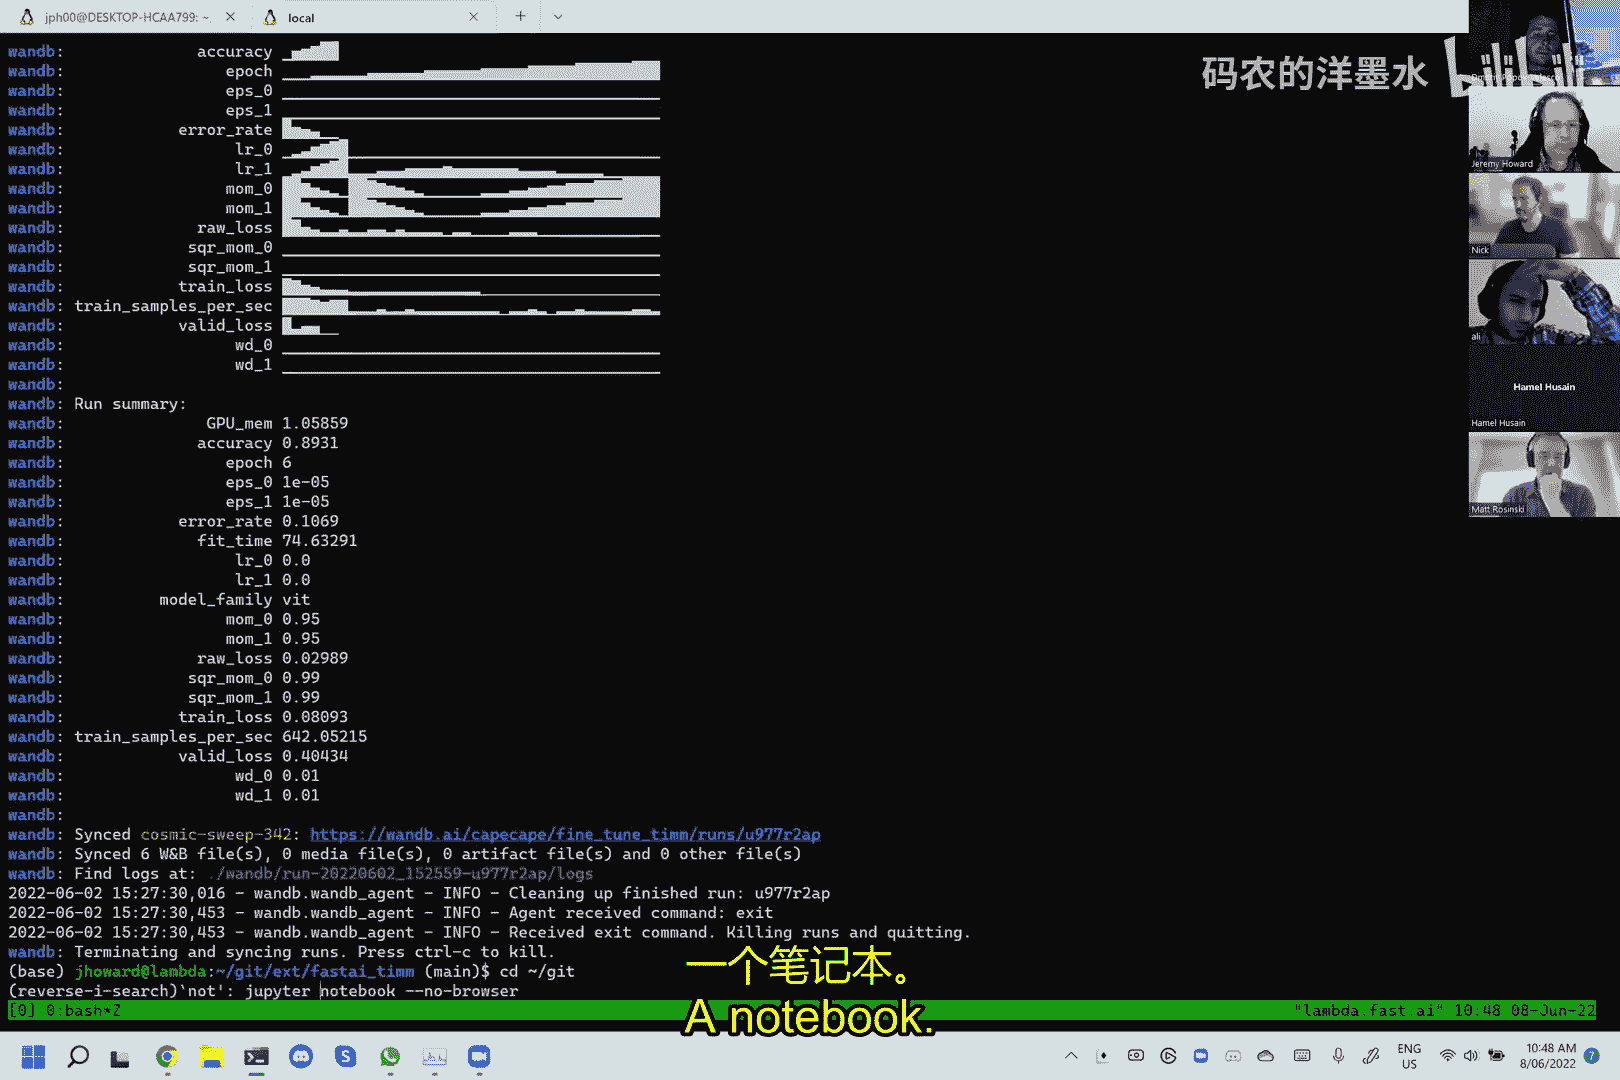 jph00@DESKTOP-HCAA799: ~
local
wandb: accuracy
wandb: epoch
wandb: eps_0
wandb: eps_1
wandb: error_rate
wandb: lr_0
wandb: lr_1
wandb: mom_0
wandb: mom_1
wandb: raw_loss
wandb: sqr_mom_0
wandb: sqr_mom_1
wandb: train_loss
wandb: train_samples_per_sec
wandb: valid_loss
wandb: wd_0
wandb: wd_1
wandb:
wandb: Run summary:
wandb: GPU_mem 1.05859
wandb: accuracy 0.8931
wandb: epoch 6
wandb: eps_0 1e-05
wandb: eps_1 1e-05
wandb: error_rate 0.1069
wandb: fit_time 74.63291
wandb: lr_0 0.0
wandb: lr_1 0.0
wandb: model_family vit
wandb: mom_0 0.95
wandb: mom_1 0.95
wandb: raw_loss 0.02989
wandb: sqr_mom_0 0.99
wandb: sqr_mom_1 0.99
wandb: train_loss 0.08093
wandb: train_samples_per_sec 642.05215
wandb: valid_loss 0.40434
wandb: wd_0 0.01
wandb: wd_1 0.01
wandb:
wandb: Synced cosmic-sweep-342: https://wandb.ai/capecape/fine_tune_timm/runs/u977r2ap
wandb: Synced 6 W&B file(s), 0 media file(s), 0 artifact file(s) and 0 other file(s)
wandb: Find logs at: ./wandb/run-20220602_152559-u977r2ap/logs
2022-06-02 15:27:30,016 - wandb.wandb_agent - INFO - Cleaning up finished run: u977r2ap
2022-06-02 15:27:30,453 - wandb.wandb_agent - INFO - Agent received command: exit
2022-06-02 15:27:30,453 - wandb.wandb_agent - INFO - Received exit command. Killing runs and quitting.
wandb: Terminating and syncing runs. Press ctrl-c to kill.
(base) jhoward@lambda:~/git/ext/fastai_timm (main)$ cd ~/git
(reverse-i-search)`not': jupyter notebook --no-browser
[0] 0:bash*Z "lambda.fast.ai" 10:48 08-Jun-22
码农的洋墨水
Jeremy Howard
Nick
ali
Hamel Husain
Hamel Husain
Matt Rosinski
一个笔记本。
A notebook.
ENG
US
10:48 AM
8/06/2022
7